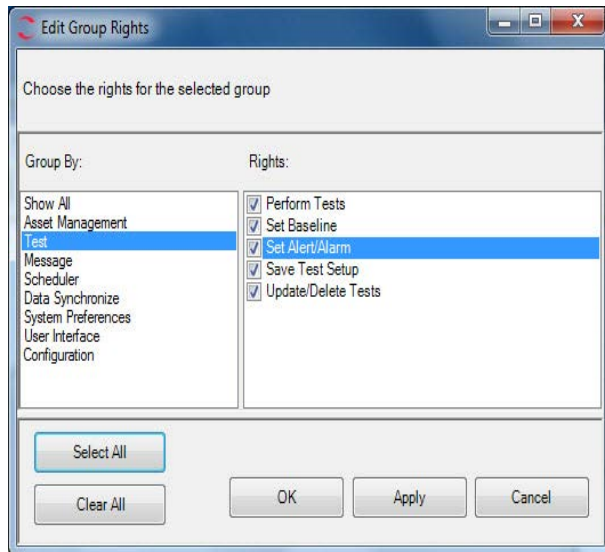 Edit Group Rights
Choose the rights for the selected group
Group By:
Rights:
Show All
Asset Management
Test
Message
Scheduler
Data Synchronize
System Preferences
User Interface
Configuration
Perform Tests
Set Baseline
Set Alert/Alarm
Save Test Setup
Update/Delete Tests
Select All
Clear All
OK
Apply
Cancel